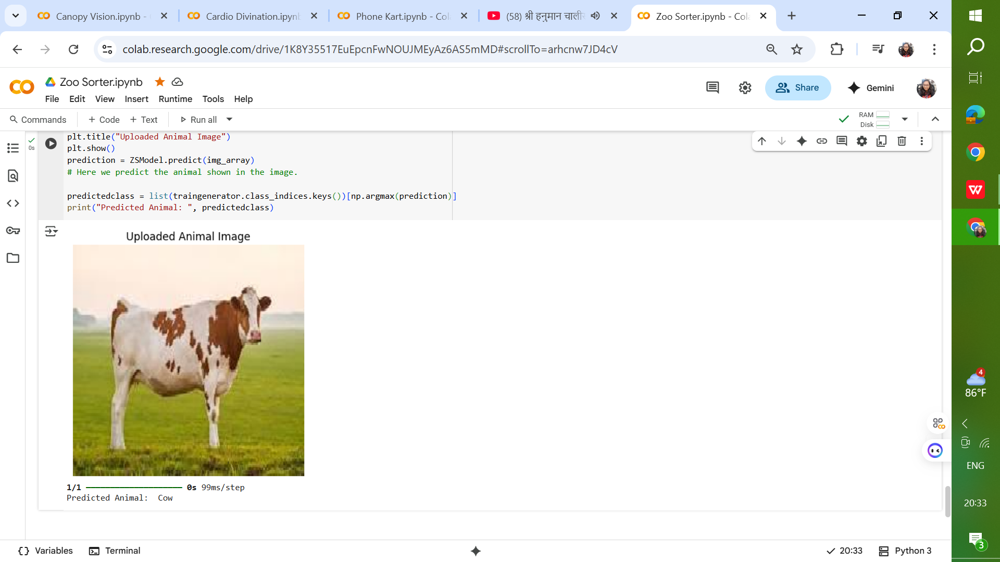 Canopy Vision.ipynb -
Cardio Divination.ipynb
Phone Kart.ipynb - Col
(58) श्री हनुमान चालीस
Zoo Sorter.ipynb - Cola
colab.research.google.com/drive/1K8Y35517EuEpcnFwNOUJMEyAz6AS5mMD#scrollTo=arhcnw7JD4cV
Zoo Sorter.ipynb
File Edit View Insert Runtime Tools Help
Share
Gemini
Commands
+ Code + Text
Run all
RAM
Disk
0s
plt.title("Uploaded Animal Image")
plt.show()
prediction = ZSModel.predict(img_array)
# Here we predict the animal shown in the image.
predictedclass = list(traingenerator.class_indices.keys())[np.argmax(prediction)]
print("Predicted Animal: ", predictedclass)
Uploaded Animal Image
1/1 ━━━━━━━━━━━━━━━━━━━━ 0s 99ms/step
Predicted Animal:  Cow
Variables
Terminal
20:33
Python 3
4
86°F
ENG
20:33
3